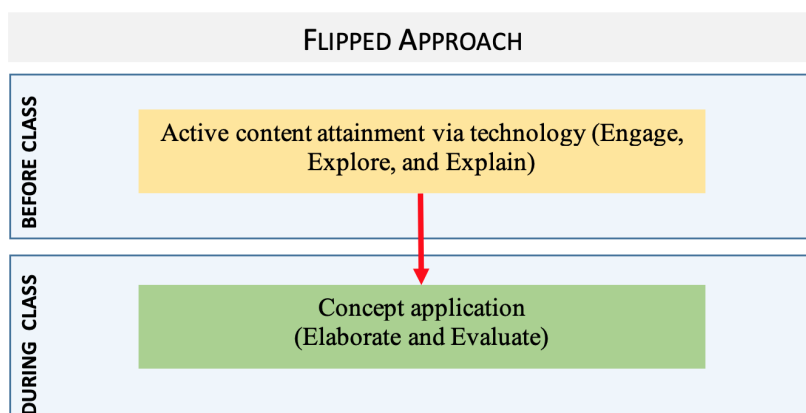 FLIPPED APPROACH
BEFORE CLASS
Active content attainment via technology (Engage,
Explore, and Explain)
DURING CLASS
Concept application
(Elaborate and Evaluate)